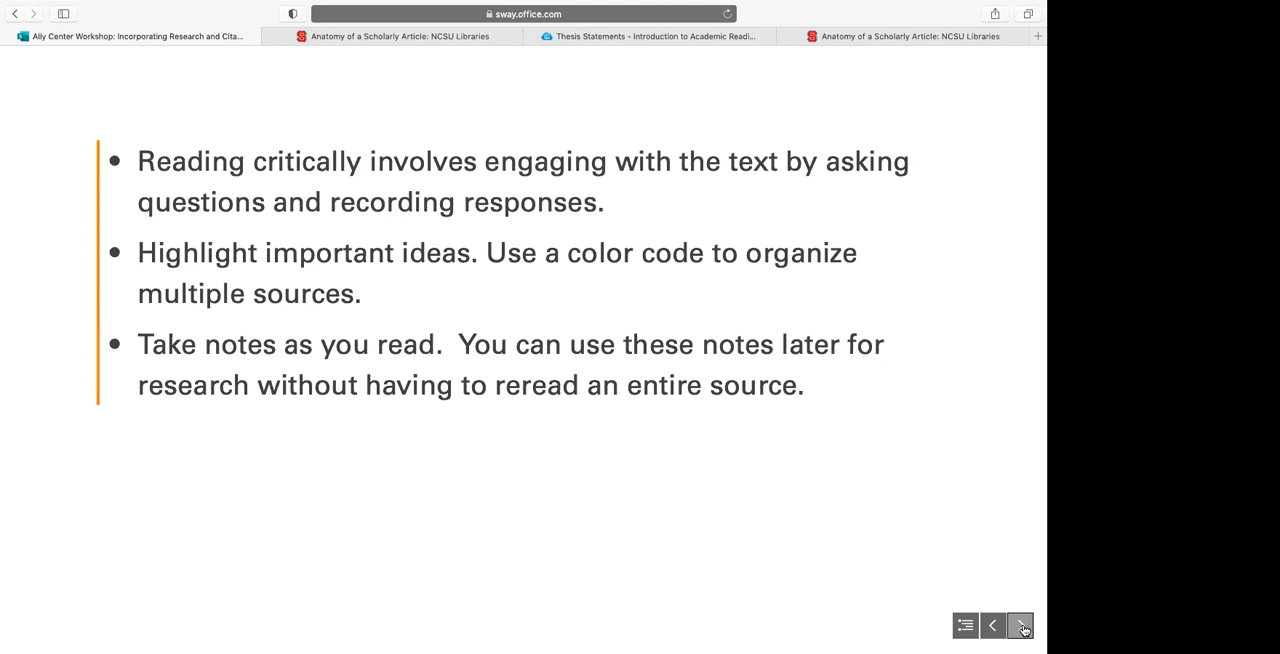 sway.office.com
Ally Center Workshop: Incorporating Research and Cita...
Anatomy of a Scholarly Article: NCSU Libraries
Thesis Statements - Introduction to Academic Readi...
Anatomy of a Scholarly Article: NCSU Libraries
• Reading critically involves engaging with the text by asking
questions and recording responses.
• Highlight important ideas. Use a color code to organize
multiple sources.
• Take notes as you read.  You can use these notes later for
research without having to reread an entire source.